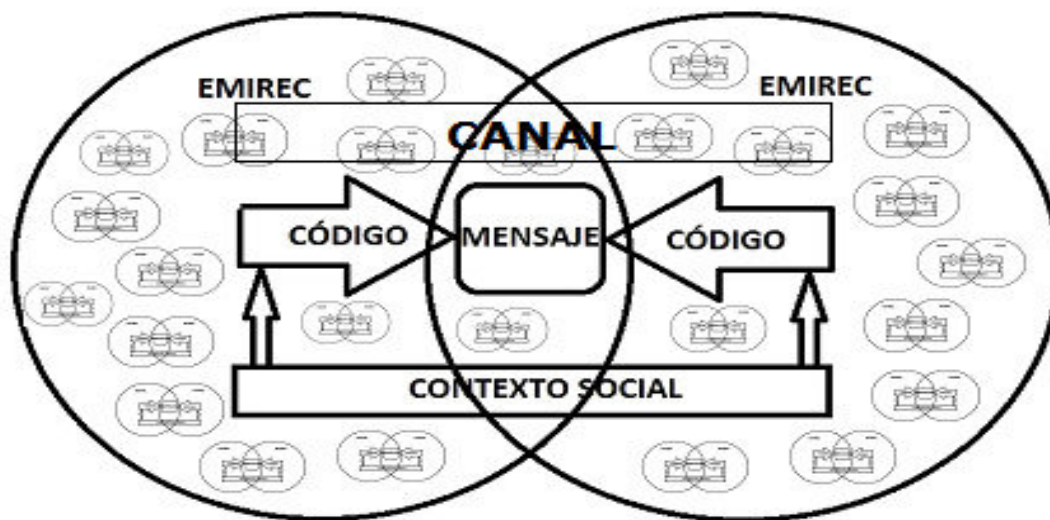 EMIREC
EMIREC
CANAL
CÓDIGO
MENSAJE
CÓDIGO
CONTEXTO SOCIAL